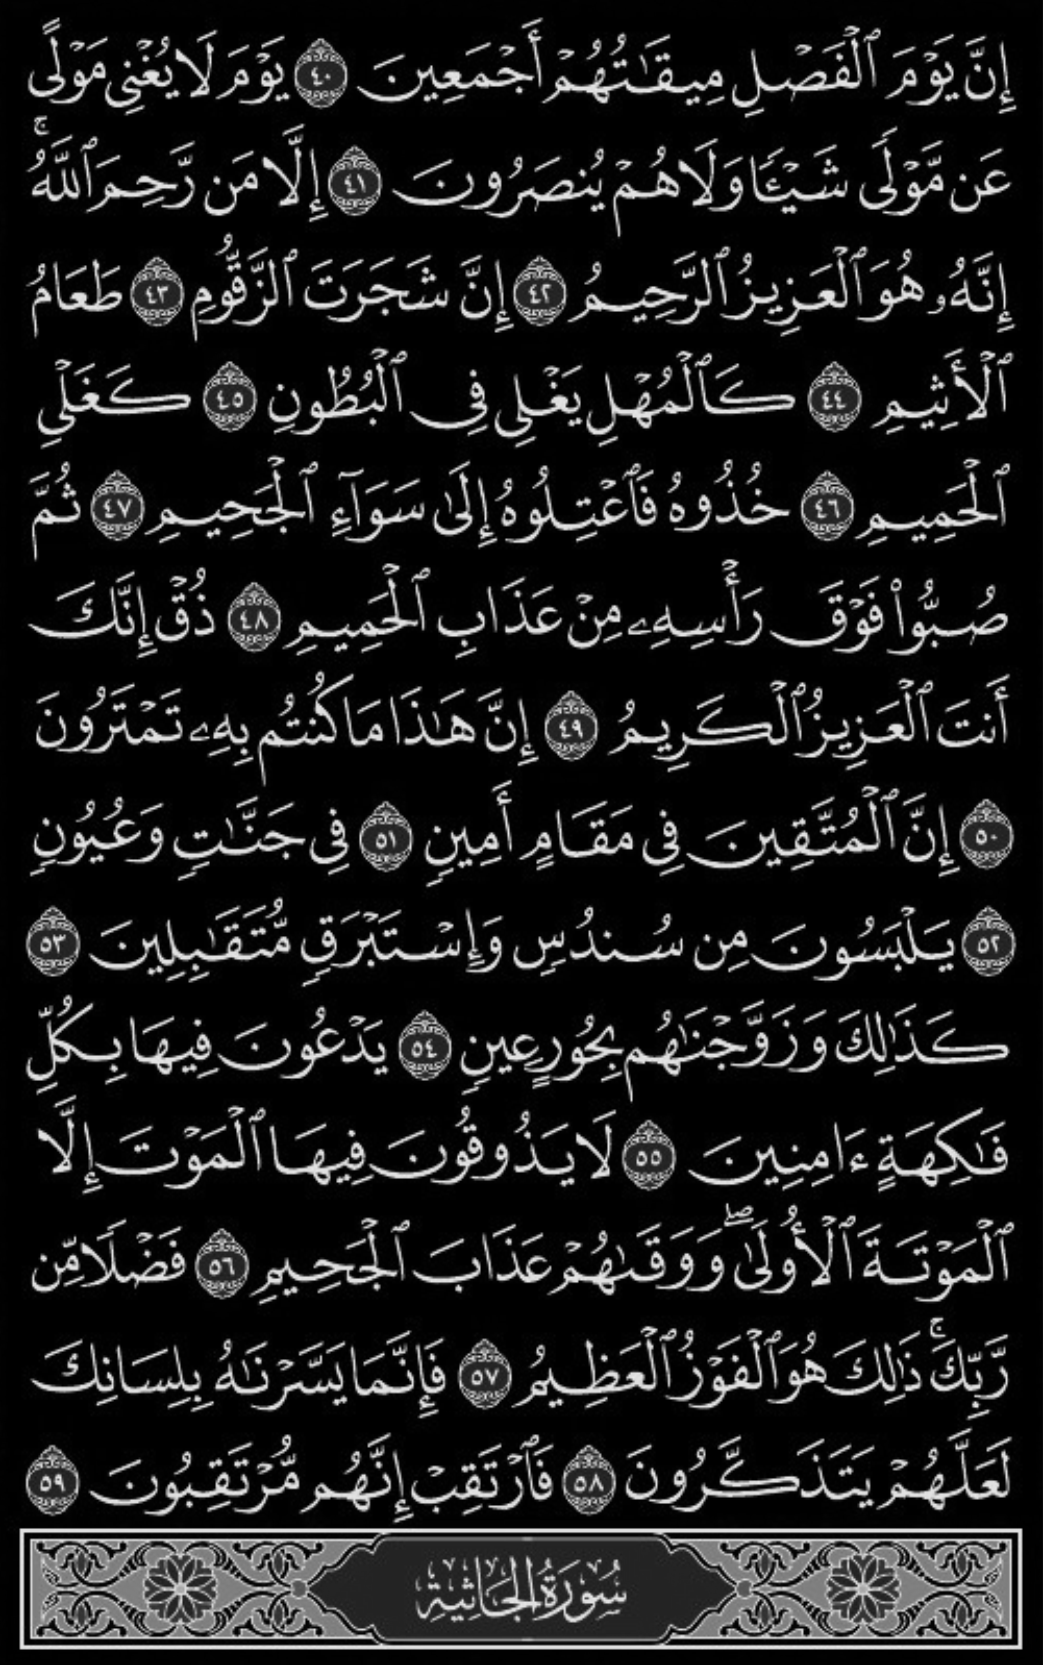 إِنَّ يَوْمَ ٱلْفَصْلِ مِيقَٰتُهُمْ أَجْمَعِينَ ٤٠ يَوْمَ لَا يُغْنِى مَوْلًى
عَن مَّوْلًى شَيْـًٔا وَلَا هُمْ يُنصَرُونَ ٤١ إِلَّا مَن رَّحِمَ ٱللَّهُ ۚ
إِنَّهُۥ هُوَ ٱلْعَزِيزُ ٱلرَّحِيمُ ٤٢ إِنَّ شَجَرَتَ ٱلزَّقُّومِ ٤٣ طَعَامُ
ٱلْأَثِيمِ ٤٤ كَٱلْمُهْلِ يَغْلِى فِى ٱلْبُطُونِ ٤٥ كَغَلْىِ
ٱلْحَمِيمِ ٤٦ خُذُوهُ فَٱعْتِلُوهُ إِلَىٰ سَوَآءِ ٱلْجَحِيمِ ٤٧ ثُمَّ
صُبُّوا۟ فَوْقَ رَأْسِهِۦ مِنْ عَذَابِ ٱلْحَمِيمِ ٤٨ ذُقْ إِنَّكَ
أَنتَ ٱلْعَزِيزُ ٱلْكَرِيمُ ٤٩ إِنَّ هَٰذَا مَا كُنتُم بِهِۦ تَمْتَرُونَ
٥٠ إِنَّ ٱلْمُتَّقِينَ فِى مَقَامٍ أَمِينٍ ٥١ فِى جَنَّٰتٍ وَعُيُونٍ
٥٢ يَلْبَسُونَ مِن سُندُسٍ وَإِسْتَبْرَقٍ مُّتَقَٰبِلِينَ ٥٣
كَذَٰلِكَ وَزَوَّجْنَٰهُم بِحُورٍ عِينٍ ٥٤ يَدْعُونَ فِيهَا بِكُلِّ
فَٰكِهَةٍ ءَامِنِينَ ٥٥ لَا يَذُوقُونَ فِيهَا ٱلْمَوْتَ إِلَّا
ٱلْمَوْتَةَ ٱلْأُولَىٰ ۖ وَوَقَىٰهُمْ عَذَابَ ٱلْجَحِيمِ ٥٦ فَضْلًا مِّن
رَّبِّكَ ۚ ذَٰلِكَ هُوَ ٱلْفَوْزُ ٱلْعَظِيمُ ٥٧ فَإِنَّمَا يَسَّرْنَٰهُ بِلِسَانِكَ
لَعَلَّهُمْ يَتَذَكَّرُونَ ٥٨ فَٱرْتَقِبْ إِنَّهُم مُّرْتَقِبُونَ ٥٩
سُورَةُ الجَاثِيَةِ